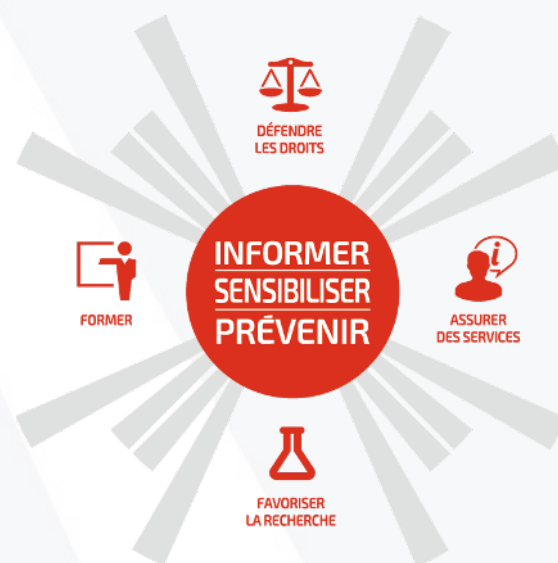 DÉFENDRE
LES DROITS
INFORMER
SENSIBILISER
PRÉVENIR
FORMER
i
ASSURER
DES SERVICES
FAVORISER
LA RECHERCHE